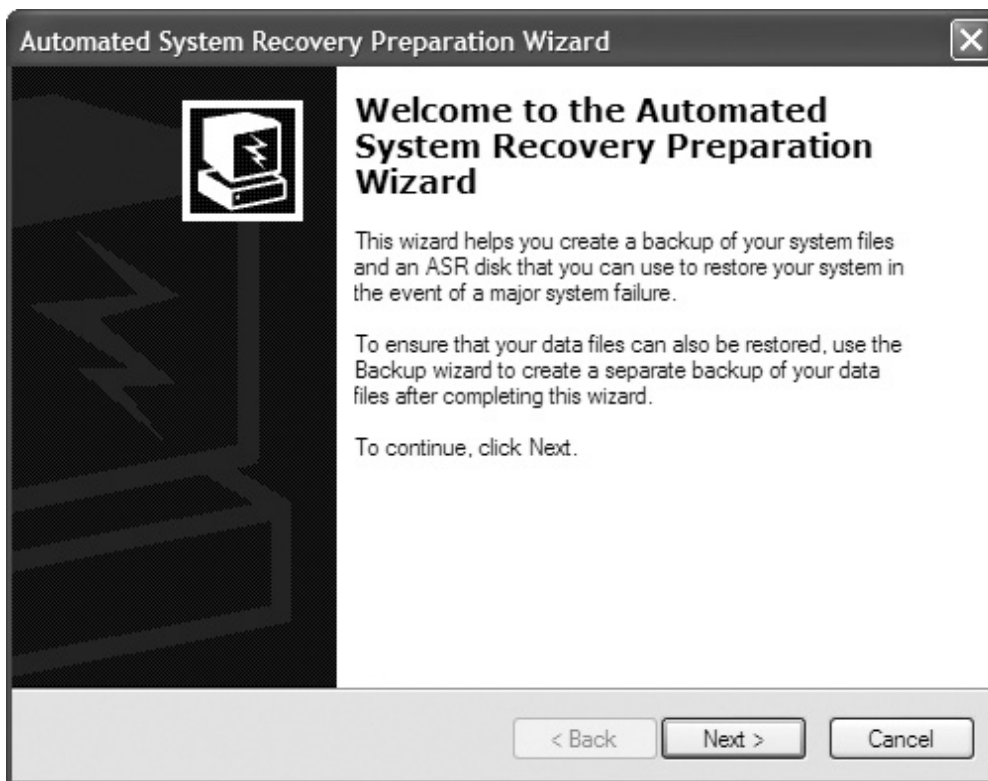 Automated System Recovery Preparation Wizard
Welcome to the Automated
System Recovery Preparation
Wizard
This wizard helps you create a backup of your system files
and an ASR disk that you can use to restore your system in
the event of a major system failure.
To ensure that your data files can also be restored, use the
Backup wizard to create a separate backup of your data
files after completing this wizard.
To continue, click Next.
< Back
Next >
Cancel